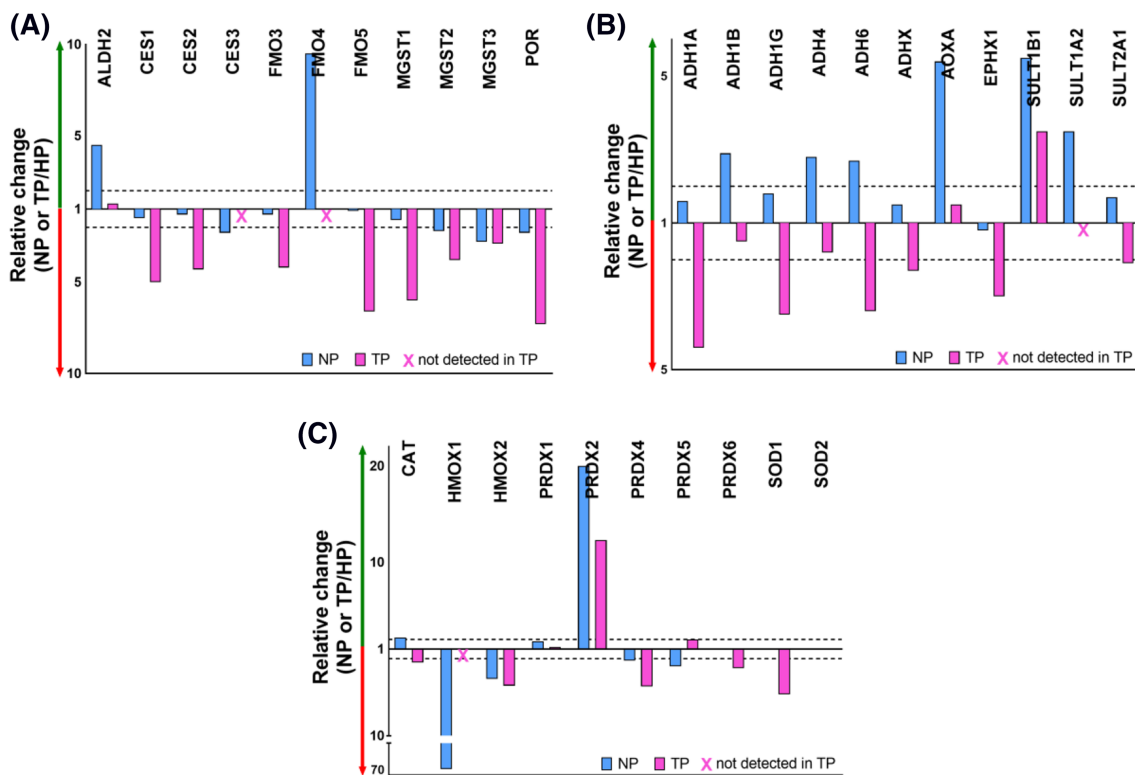 (A)
Relative change
(NP or TP/HP)
10
5
1
5
10
ALDH2
CES1
CES2
CES3
FMO3
FMO4
FMO5
MGST1
MGST2
MGST3
POR
NP
TP
X not detected in TP
(B)
Relative change
(NP or TP/HP)
5
1
5
ADH1A
ADH1B
ADH1G
ADH4
ADH6
ADHX
AOXA
EPHX1
SULT1B1
SULT1A2
SULT2A1
NP
TP
X not detected in TP
(C)
Relative change
(NP or TP/HP)
20
10
1
10
70
CAT
HMOX1
HMOX2
PRDX1
PRDX2
PRDX4
PRDX5
PRDX6
SOD1
SOD2
NP
TP
X not detected in TP